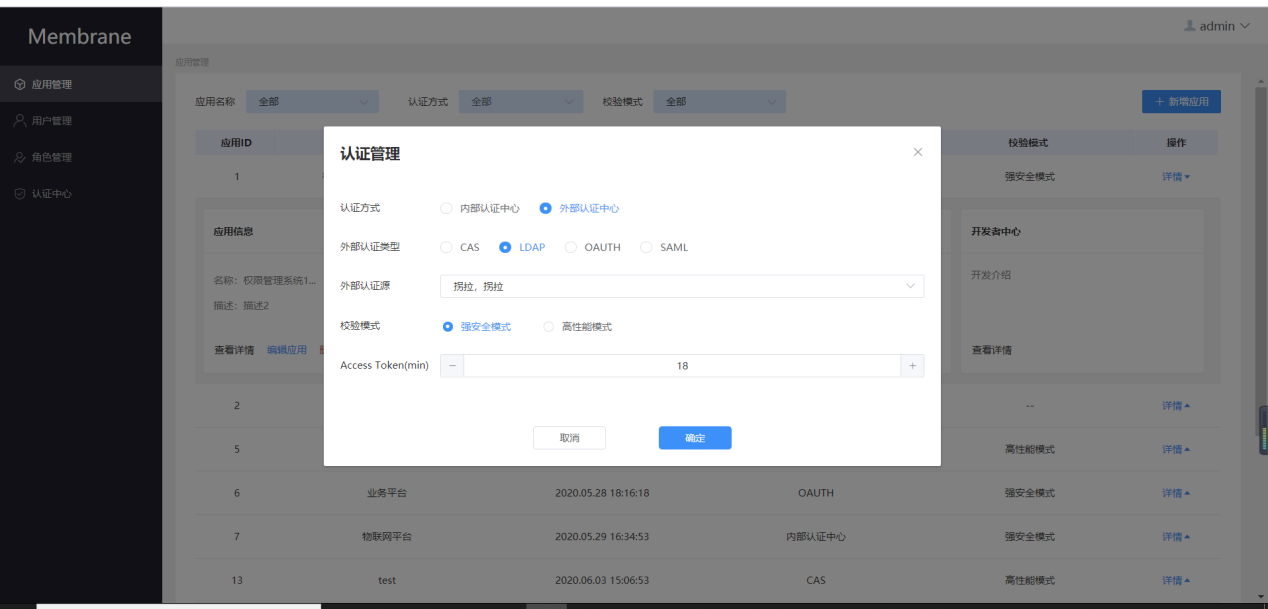 Membrane
admin
应用管理
用户管理
角色管理
认证中心
应用管理
应用名称 全部 认证方式 全部 校验模式 全部 + 新增应用
应用ID 校验模式 操作
1 强安全模式 详情
应用信息
名称：权限管理系统1...
描述：描述2
查看详情 编辑应用
开发者中心
开发介绍
查看详情
认证管理
认证方式 内部认证中心 外部认证中心
外部认证类型 CAS LDAP OAUTH SAML
外部认证源 拐拉，拐拉
校验模式 强安全模式 高性能模式
Access Token(min) − 18 +
取消 确定
2 -- 详情
5 高性能模式 详情
6 业务平台 2020.05.28 18:16:18 OAUTH 强安全模式 详情
7 物联网平台 2020.05.29 16:34:53 内部认证中心 强安全模式 详情
13 test 2020.06.03 15:06:53 CAS 高性能模式 详情